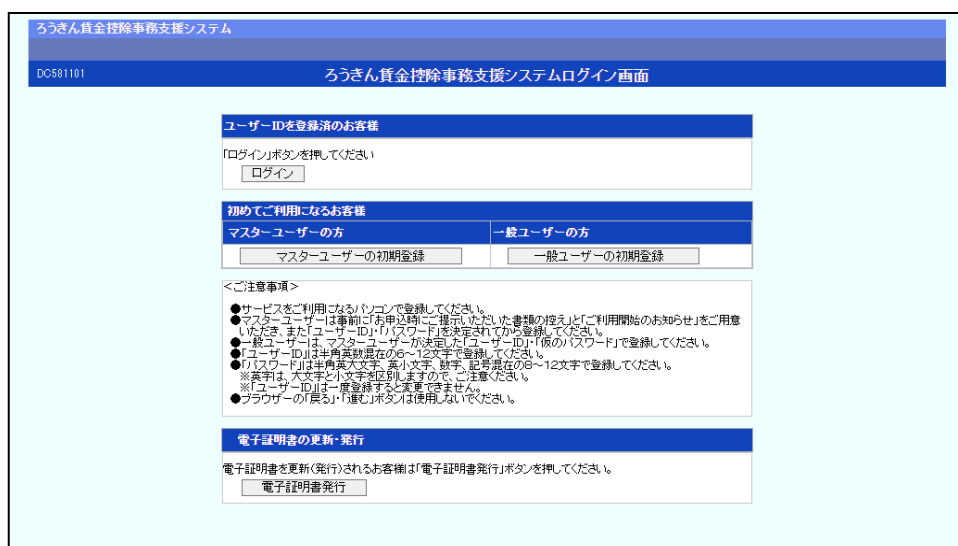 ろうきん賃金控除事務支援システム
DC581101
ろうきん賃金控除事務支援システムログイン画面
ユーザーIDを登録済のお客様
「ログイン」ボタンを押してください
ログイン
初めてご利用になるお客様
マスターユーザーの方 一般ユーザーの方
マスターユーザーの初期登録 一般ユーザーの初期登録
<ご注意事項>
●サービスをご利用になるパソコンで登録してください。
●マスターユーザーは事前に「お申込時にご提示いただいた書類の控え」と「ご利用開始のお知らせ」をご用意
いただき、また「ユーザーID」・「パスワード」を決定されてから登録してください。
●一般ユーザーは、マスターユーザーが決定した「ユーザーID」・「仮のパスワード」で登録してください。
●「ユーザーID」は半角英数混在の6~12文字で登録してください。
●「パスワード」は半角英大文字、英小文字、数字、記号混在の8~12文字で登録してください。
※英字は、大文字と小文字を区別しますので、ご注意ください。
※「ユーザーID」は一度登録すると変更できません。
●ブラウザーの「戻る」・「進む」ボタンは使用しないでください。
電子証明書の更新・発行
電子証明書を更新(発行)されるお客様は「電子証明書発行」ボタンを押してください。
電子証明書発行